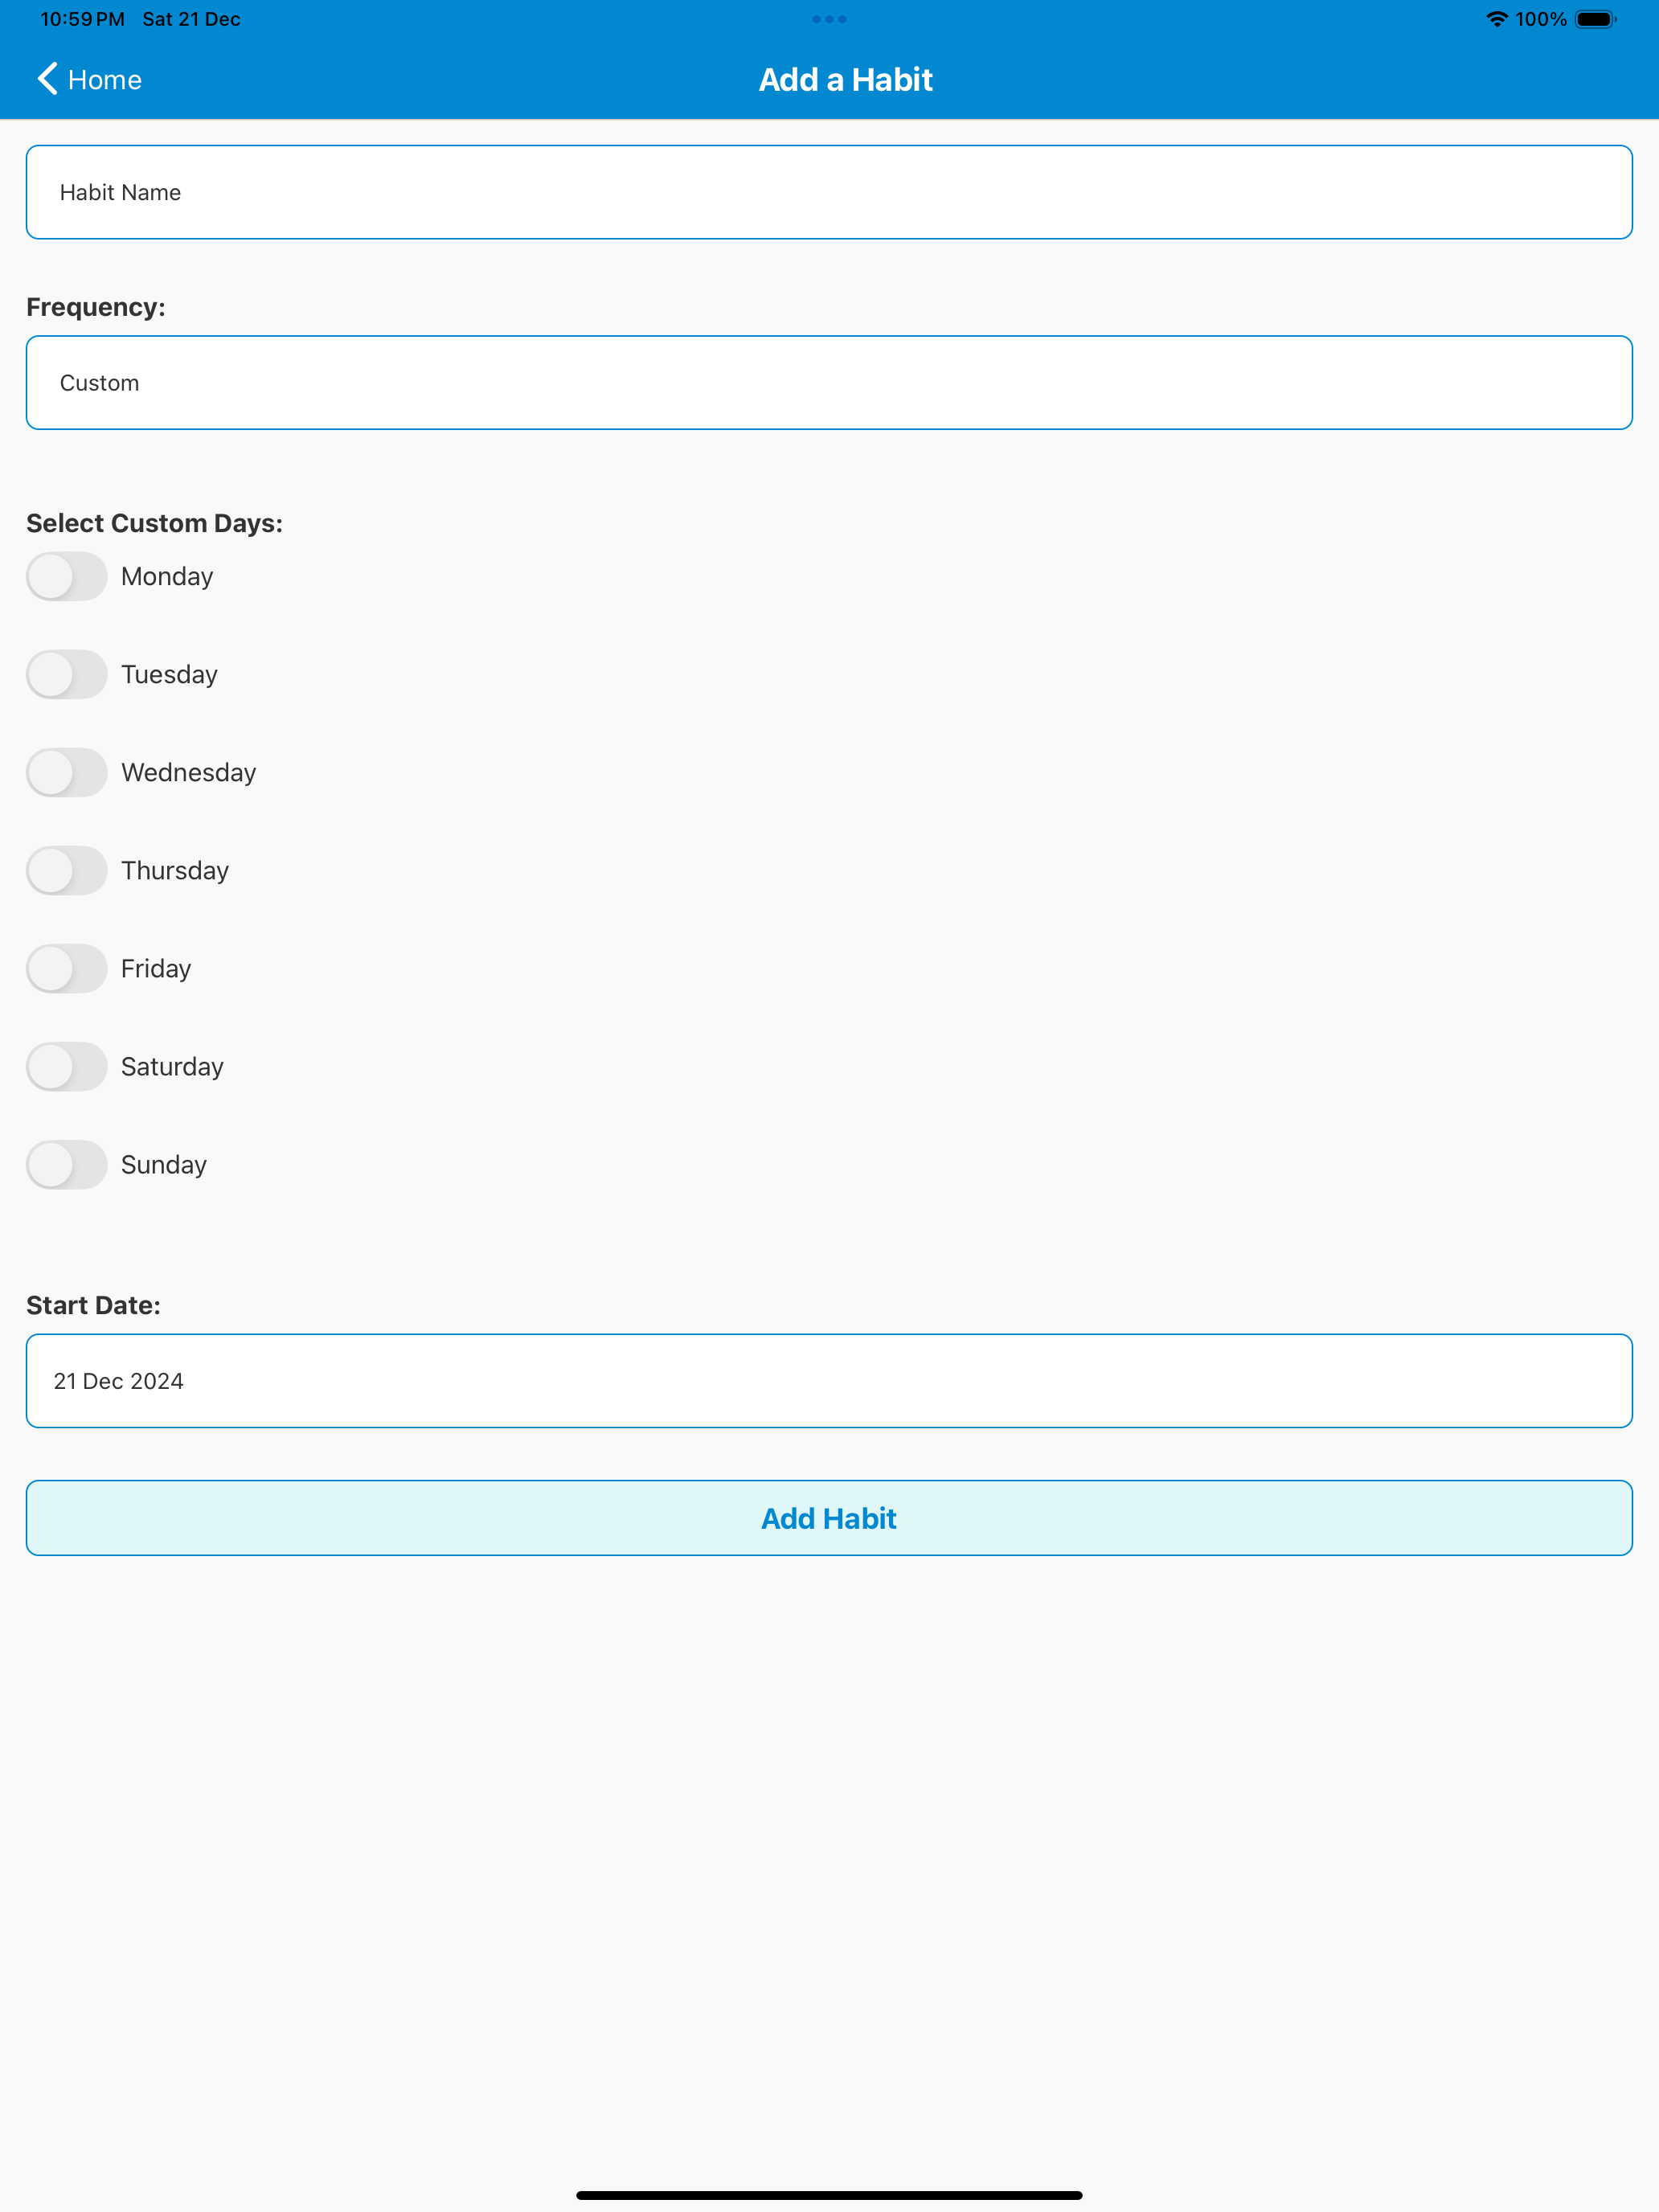 10:59 PM Sat 21 Dec
100%
Home
Add a Habit
Habit Name
Frequency:
Custom
Select Custom Days:
Monday
Tuesday
Wednesday
Thursday
Friday
Saturday
Sunday
Start Date:
21 Dec 2024
Add Habit